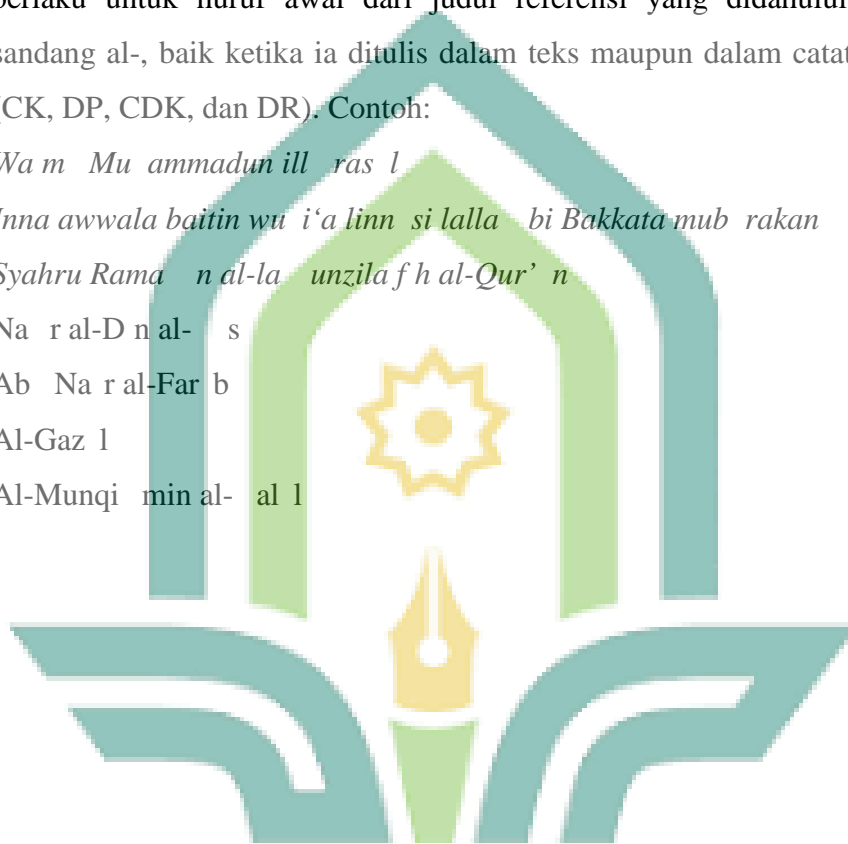 berlaku untuk huruf awal dari judul referensi yang didahului
sandang al-, baik ketika ia ditulis dalam teks maupun dalam catat
(CK, DP, CDK, dan DR). Contoh:
Wa m Mu ammadun ill ras l
Inna awwala baitin wu i‘a linn si lalla bi Bakkata mub rakan
Syahru Rama n al-la unzila f h al-Qur’ n
Na r al-D n al- s
Ab Na r al-Far b
Al-Gaz l
Al-Munqi min al- al l